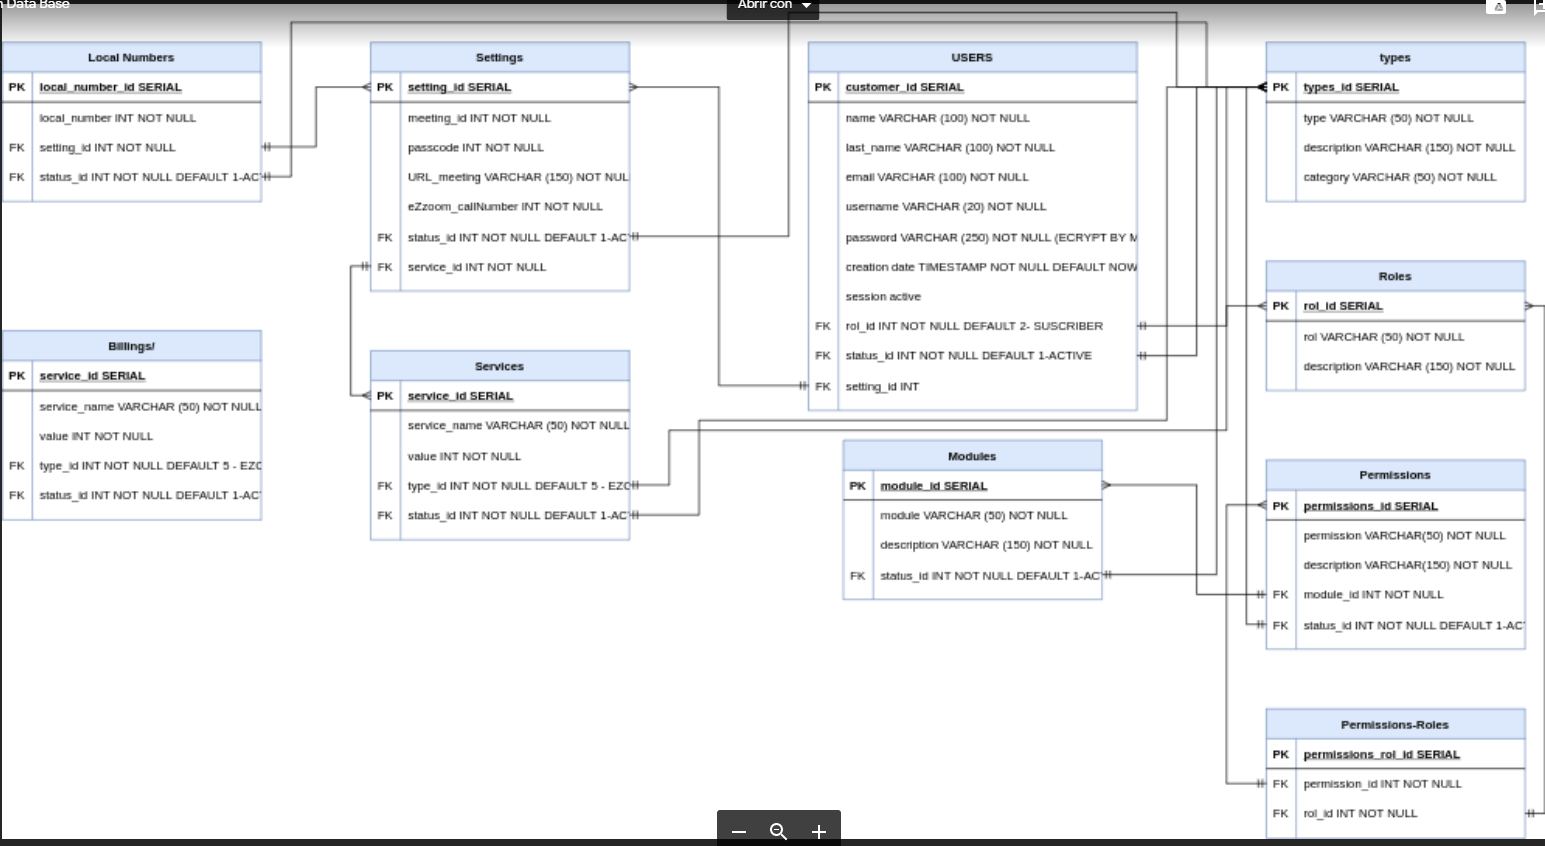 Data Base
Abrir con
Local Numbers
PK local_number_id SERIAL
local_number INT NOT NULL
FK setting_id INT NOT NULL
FK status_id INT NOT NULL DEFAULT 1-AC
Settings
PK setting_id SERIAL
meeting_id INT NOT NULL
passcode INT NOT NULL
URL_meeting VARCHAR (150) NOT NUL
eZzoom_callNumber INT NOT NULL
FK status_id INT NOT NULL DEFAULT 1-AC
FK service_id INT NOT NULL
USERS
PK customer_id SERIAL
name VARCHAR (100) NOT NULL
last_name VARCHAR (100) NOT NULL
email VARCHAR (100) NOT NULL
username VARCHAR (20) NOT NULL
password VARCHAR (250) NOT NULL (ECRYPT BY M
creation date TIMESTAMP NOT NULL DEFAULT NOW
session active
FK rol_id INT NOT NULL DEFAULT 2- SUSCRIBER
FK status_id INT NOT NULL DEFAULT 1-ACTIVE
FK setting_id INT
types
PK types_id SERIAL
type VARCHAR (50) NOT NULL
description VARCHAR (150) NOT NULL
category VARCHAR (50) NOT NULL
Roles
PK rol_id SERIAL
rol VARCHAR (50) NOT NULL
description VARCHAR (150) NOT NULL
Billings/
PK service_id SERIAL
service_name VARCHAR (50) NOT NULL
value INT NOT NULL
FK type_id INT NOT NULL DEFAULT 5 - EZC
FK status_id INT NOT NULL DEFAULT 1-AC
Services
PK service_id SERIAL
service_name VARCHAR (50) NOT NULL
value INT NOT NULL
FK type_id INT NOT NULL DEFAULT 5 - EZC
FK status_id INT NOT NULL DEFAULT 1-AC
Modules
PK module_id SERIAL
module VARCHAR (50) NOT NULL
description VARCHAR (150) NOT NULL
FK status_id INT NOT NULL DEFAULT 1-AC
Permissions
PK permissions_id SERIAL
permission VARCHAR(50) NOT NULL
description VARCHAR(150) NOT NULL
FK module_id INT NOT NULL
FK status_id INT NOT NULL DEFAULT 1-AC
Permissions-Roles
PK permissions_rol_id SERIAL
FK permission_id INT NOT NULL
FK rol_id INT NOT NULL